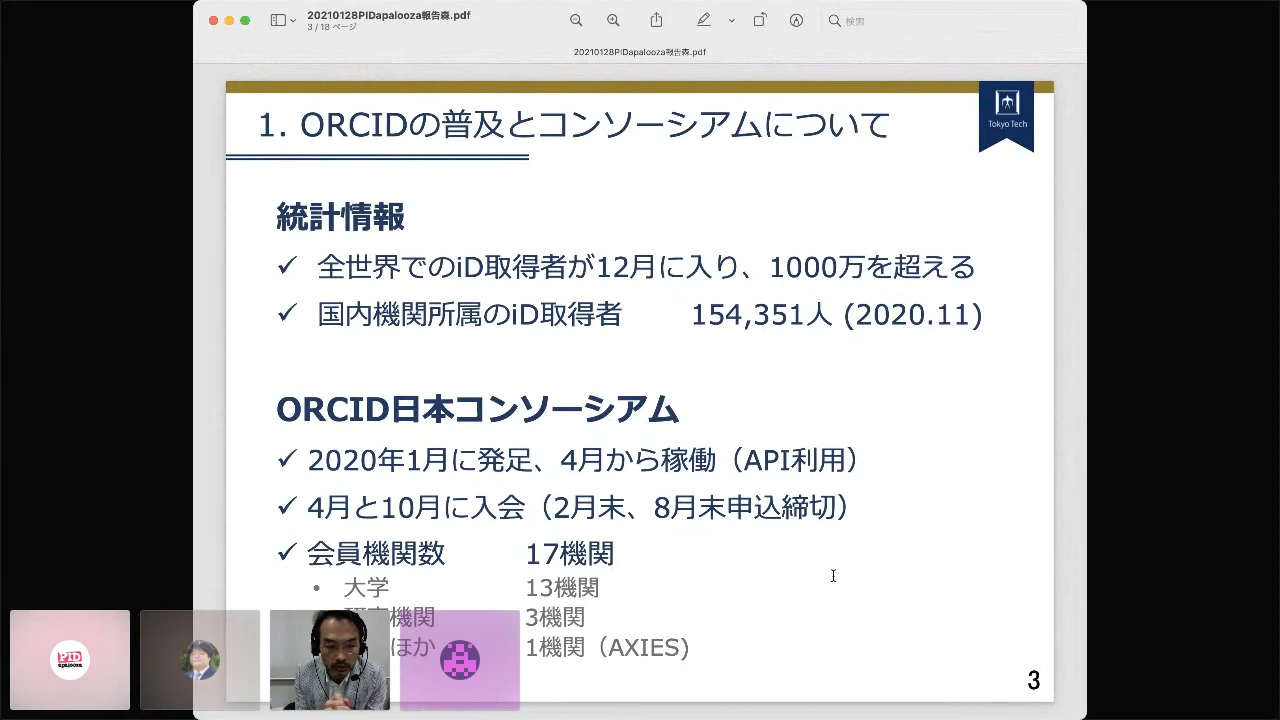 20210128PIDapalooza報告森.pdf
3 / 18 ページ
検索
20210128PIDapalooza報告森.pdf
1. ORCIDの普及とコンソーシアムについて
Tokyo Tech
統計情報
✓ 全世界でのiD取得者が12月に入り、1000万を超える
✓ 国内機関所属のiD取得者 154,351人 (2020.11)
ORCID日本コンソーシアム
✓ 2020年1月に発足、4月から稼働（API利用）
✓ 4月と10月に入会（2月末、8月末申込締切）
✓ 会員機関数 17機関
• 大学 13機関
機関 3機関
ほか 1機関（AXIES)
PID
apalooza
3